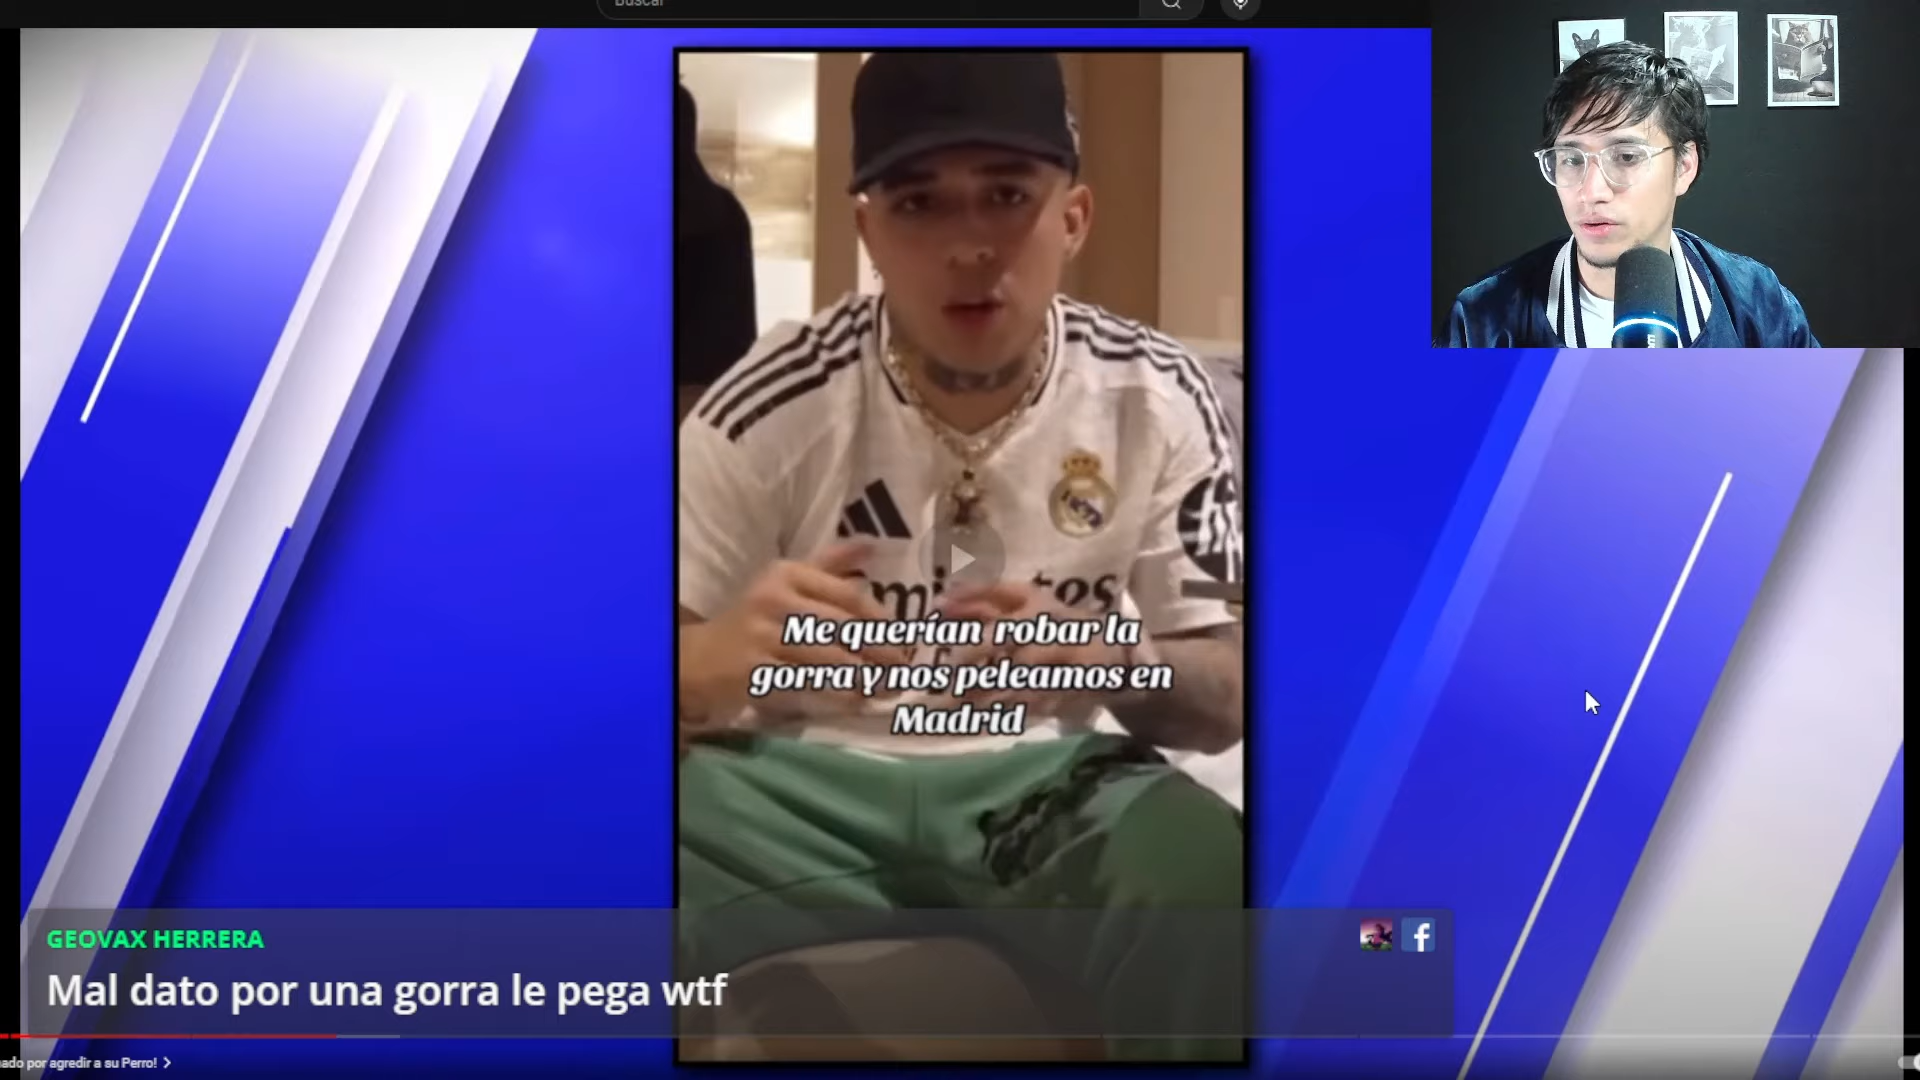 Buscar
Me querían robar la
gorra y nos peleamos en
Madrid
GEOVAX HERRERA
Mal dato por una gorra le pega wtf
ado por agredir a su Perro!